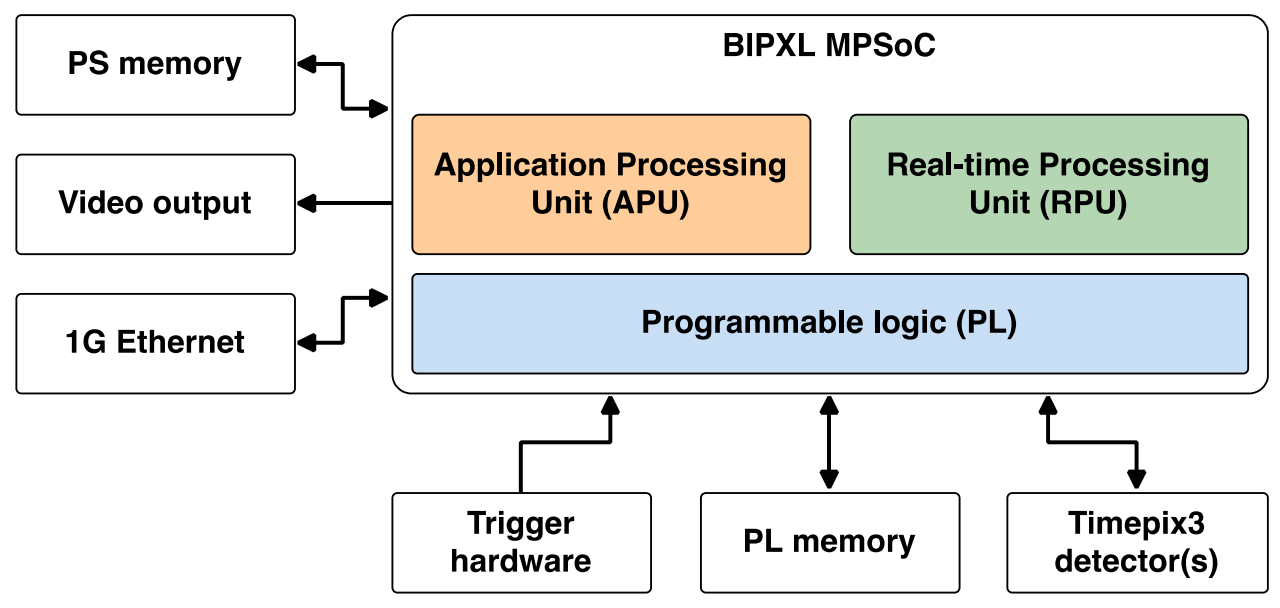 PS memory
Video output
1G Ethernet
BIPXL MPSoC
Application Processing
Unit (APU)
Real-time Processing
Unit (RPU)
Programmable logic (PL)
Trigger
hardware
PL memory
Timepix3
detector(s)